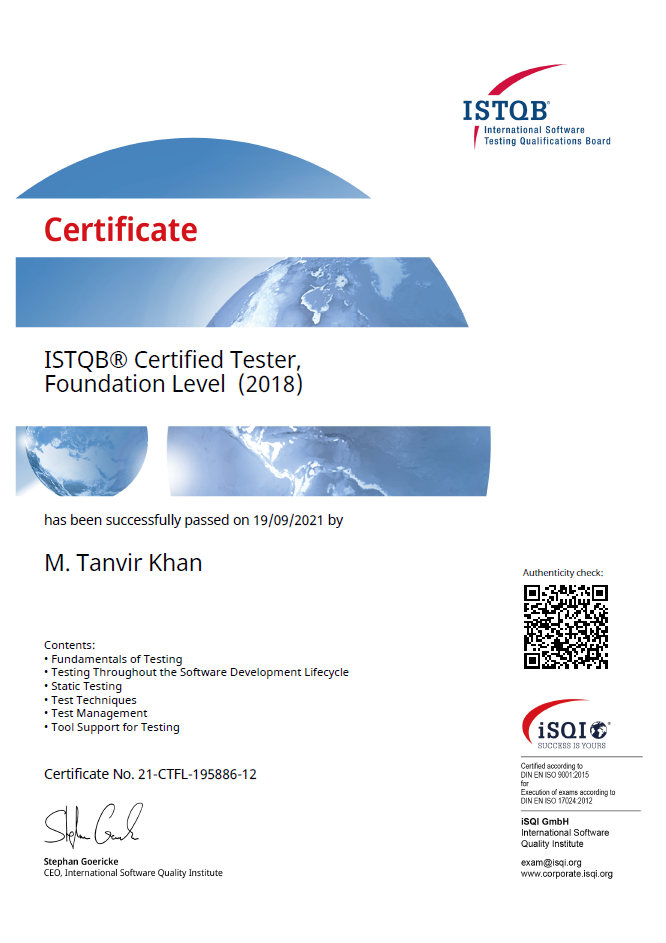 ISTQB®
International Software
Testing Qualifications Board
Certificate
ISTQB® Certified Tester,
Foundation Level (2018)
has been successfully passed on 19/09/2021 by
M. Tanvir Khan
Authenticity check:
Contents:
• Fundamentals of Testing
• Testing Throughout the Software Development Lifecycle
• Static Testing
• Test Techniques
• Test Management
• Tool Support for Testing
Certificate No. 21-CTFL-195886-12
Stephan Goericke
CEO, International Software Quality Institute
iSQI®
SUCCESS IS YOURS
Certified according to
DIN EN ISO 9001:2015
for
Execution of exams according to
DIN EN ISO 17024:2012
iSQI GmbH
International Software
Quality Institute
exam@isqi.org
www.corporate.isqi.org